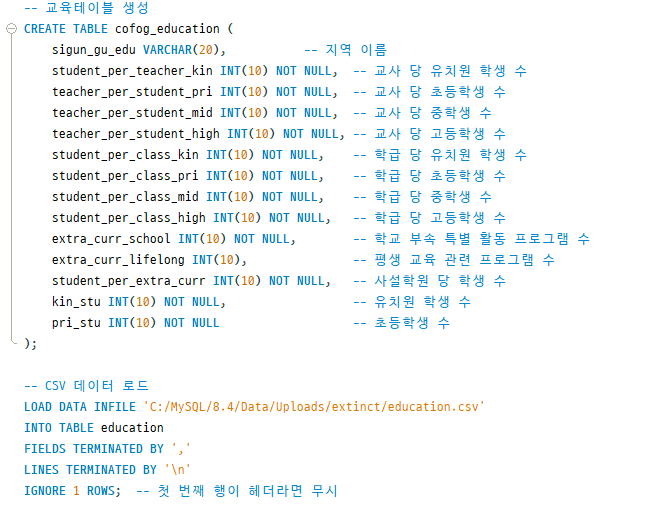 -- 교육테이블 생성
CREATE TABLE cofog_education (
    sigun_gu_edu VARCHAR(20),           -- 지역 이름
    student_per_teacher_kin INT(10) NOT NULL,  -- 교사 당 유치원 학생 수
    teacher_per_student_pri INT(10) NOT NULL,  -- 교사 당 초등학생 수
    teacher_per_student_mid INT(10) NOT NULL,  -- 교사 당 중학생 수
    teacher_per_student_high INT(10) NOT NULL, -- 교사 당 고등학생 수
    student_per_class_kin INT(10) NOT NULL,    -- 학급 당 유치원 학생 수
    student_per_class_pri INT(10) NOT NULL,    -- 학급 당 초등학생 수
    student_per_class_mid INT(10) NOT NULL,    -- 학급 당 중학생 수
    student_per_class_high INT(10) NOT NULL,   -- 학급 당 고등학생 수
    extra_curr_school INT(10) NOT NULL,        -- 학교 부속 특별 활동 프로그램 수
    extra_curr_lifelong INT(10),               -- 평생 교육 관련 프로그램 수
    student_per_extra_curr INT(10) NOT NULL,   -- 사설학원 당 학생 수
    kin_stu INT(10) NOT NULL,                  -- 유치원 학생 수
    pri_stu INT(10) NOT NULL                   -- 초등학생 수
);
-- CSV 데이터 로드
LOAD DATA INFILE 'C:/MySQL/8.4/Data/Uploads/extinct/education.csv'
INTO TABLE education
FIELDS TERMINATED BY ','
LINES TERMINATED BY '\n'
IGNORE 1 ROWS;  -- 첫 번째 행이 헤더라면 무시